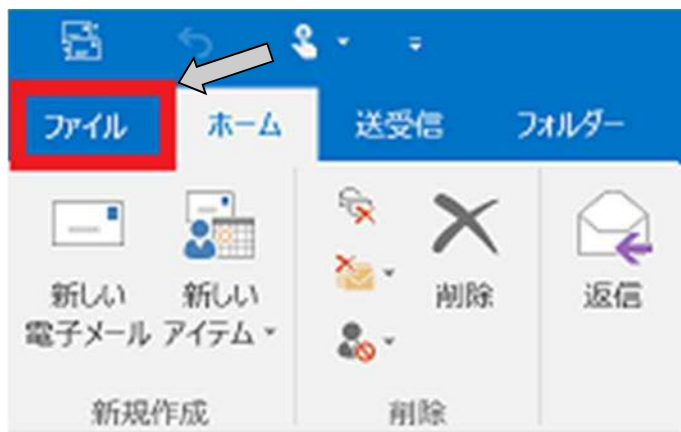 ファイル ホーム 送受信 フォルダー
新しい 新しい 削除 返信
電子メール アイテム
新規作成 削除